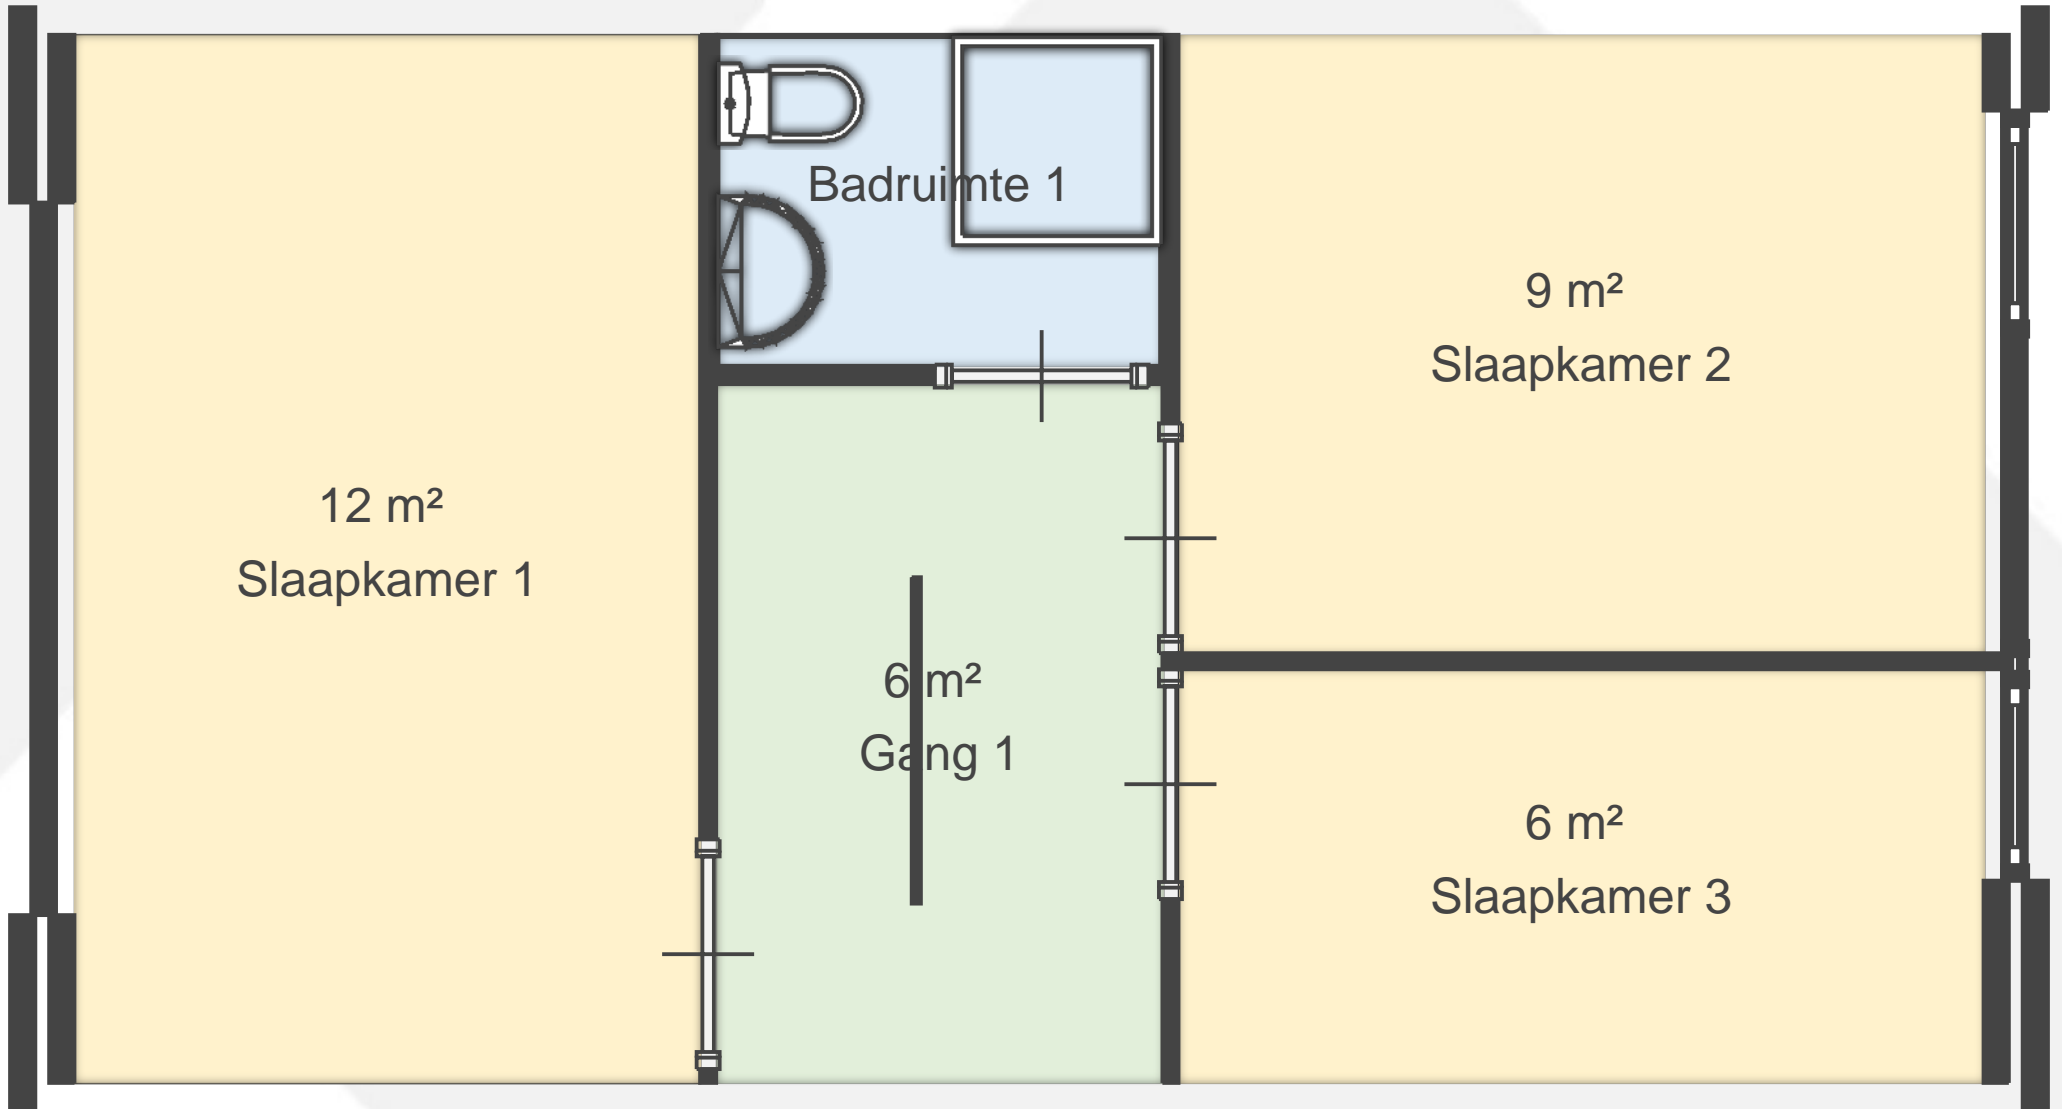 Badruimte 1
9 m²
Slaapkamer 2
12 m²
Slaapkamer 1
6 m²
Gang 1
6 m²
Slaapkamer 3